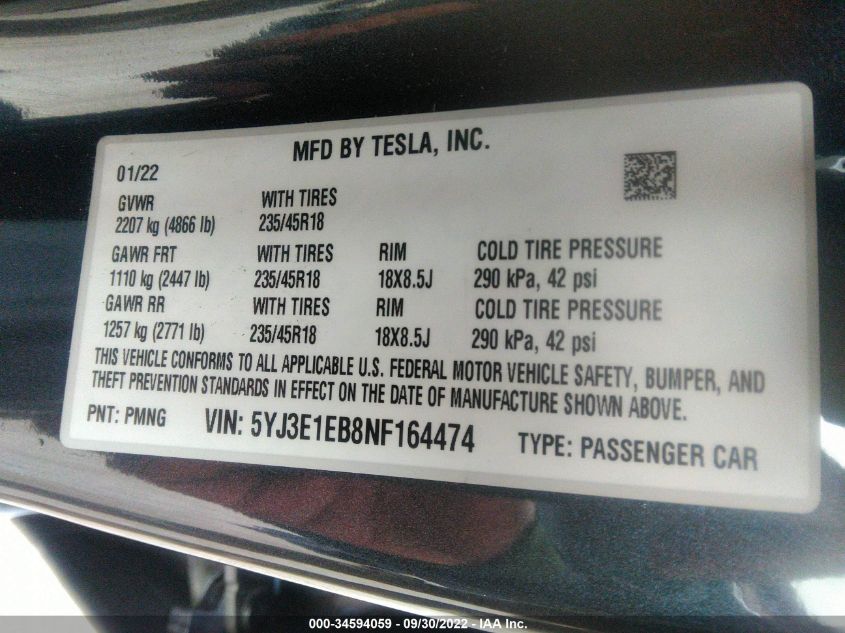 MFD BY TESLA, INC.
01/22
GVWR WITH TIRES
2207 kg (4866 lb) 235/45R18
GAWR FRT WITH TIRES RIM COLD TIRE PRESSURE
1110 kg (2447 lb) 235/45R18 18X8.5J 290 kPa, 42 psi
GAWR RR WITH TIRES RIM COLD TIRE PRESSURE
1257 kg (2771 lb) 235/45R18 18X8.5J 290 kPa, 42 psi
THIS VEHICLE CONFORMS TO ALL APPLICABLE U.S. FEDERAL MOTOR VEHICLE SAFETY, BUMPER, AND
THEFT PREVENTION STANDARDS IN EFFECT ON THE DATE OF MANUFACTURE SHOWN ABOVE.
PNT: PMNG VIN: 5YJ3E1EB8NF164474 TYPE: PASSENGER CAR
000-34594059 - 09/30/2022 - IAA Inc.